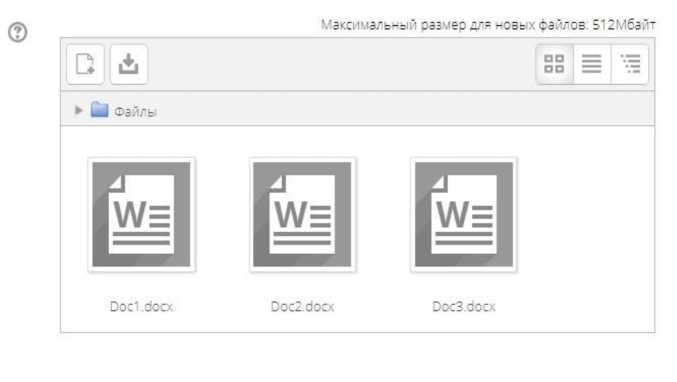 Максимальный размер для новых файлов: 512Мбайт
Файлы
W W W
Doc1.docx Doc2.docx Doc3.docx